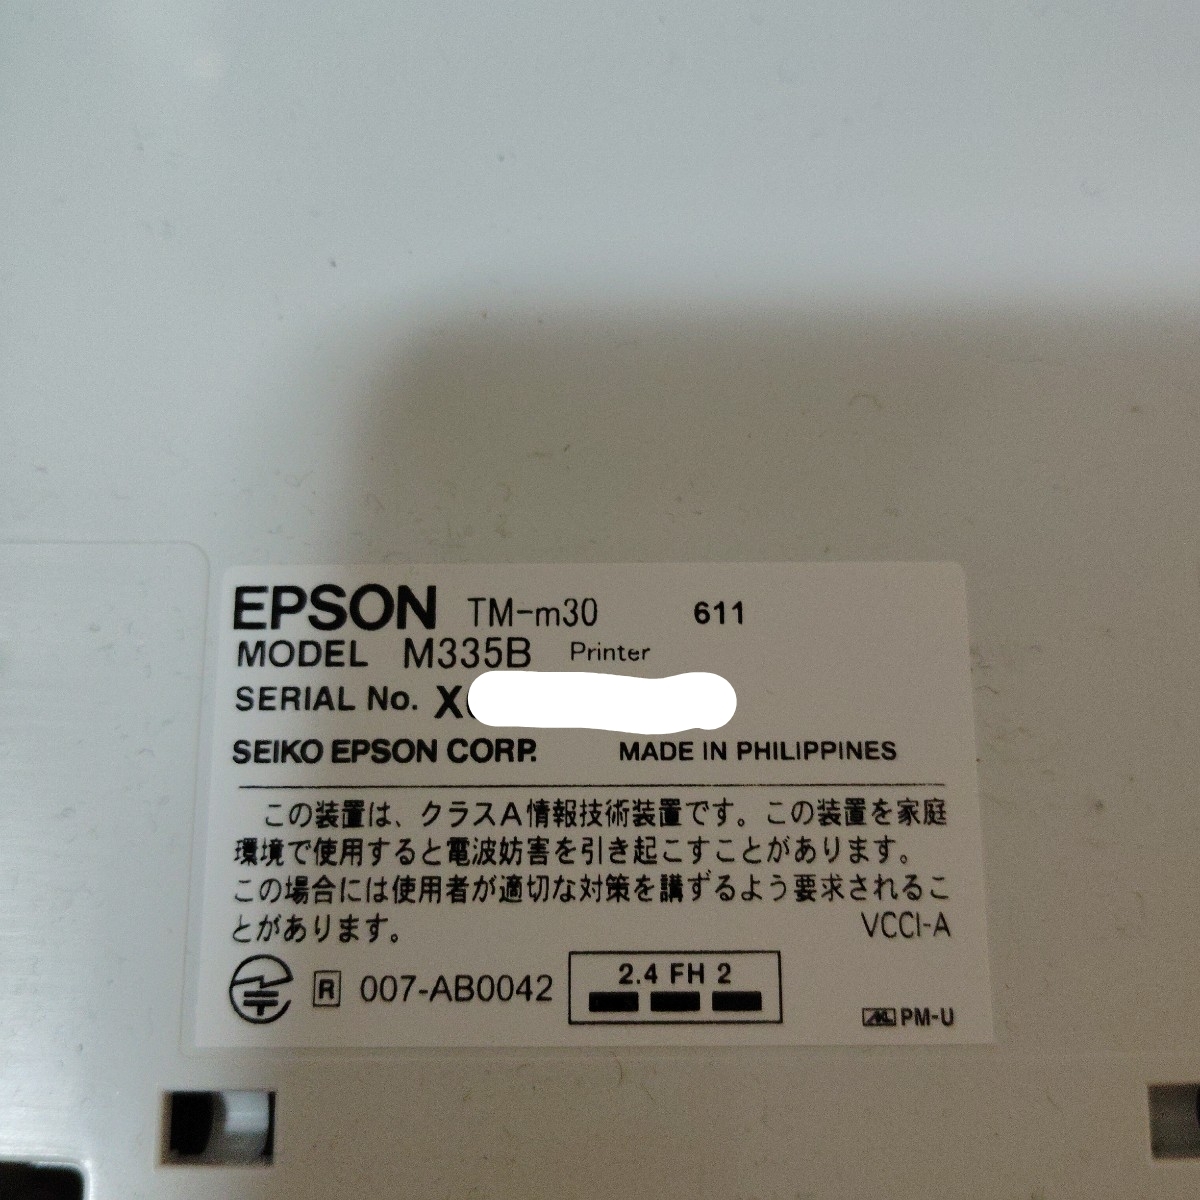 EPSON TM-m30 611
MODEL M335B Printer
SERIAL No. X
SEIKO EPSON CORP. MADE IN PHILIPPINES
この装置は、クラスA情報技術装置です。この装置を家庭
環境で使用すると電波妨害を引き起こすことがあります。
この場合には使用者が適切な対策を講ずるよう要求されるこ
とがあります。 VCCI-A
R 007-AB0042 2.4 FH 2
PM-U